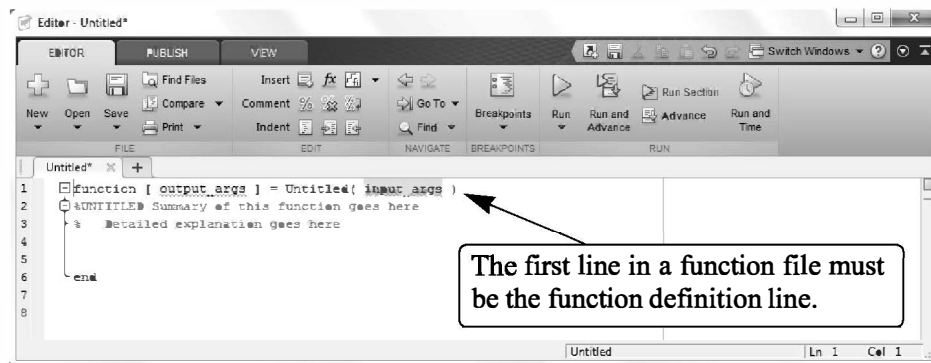 Editor - Untitled*
EDITOR PUBLISH VIEW Switch Windows
New Open Save Find Files Compare Print
Insert fx Comment Indent
Go To Find
Breakpoints
Run Run and Advance Run Section Advance Run and Time
FILE EDIT NAVIGATE BREAKPOINTS RUN
Untitled* × +
1 function [ output_args ] = Untitled( input_args )
2 %UNTITLED Summary of this function goes here
3 % Detailed explanation goes here
4
5
6 end
7
8
The first line in a function file must
be the function definition line.
Untitled Ln 1 Col 1